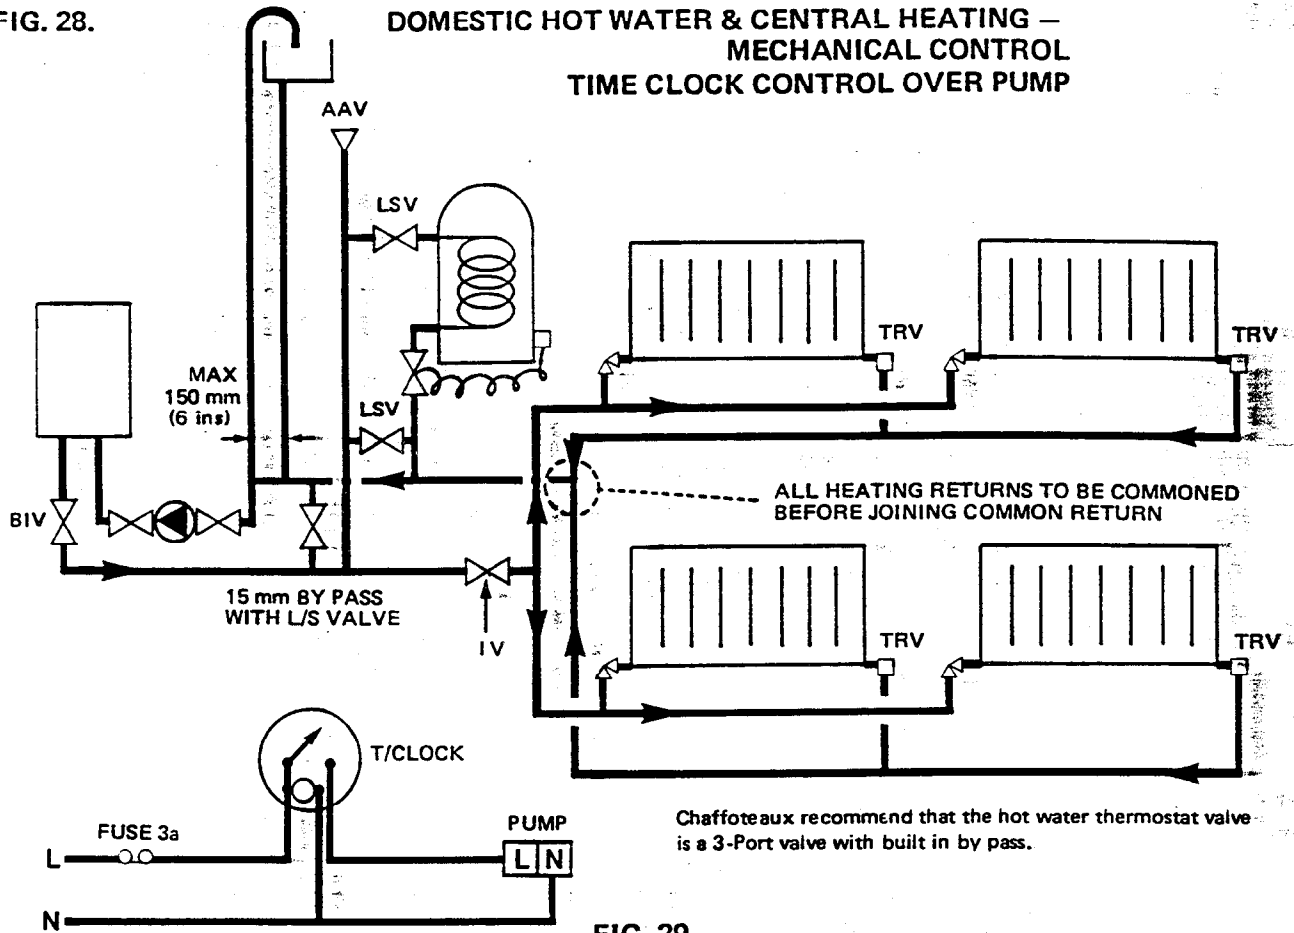 FIG. 28.
DOMESTIC HOT WATER & CENTRAL HEATING –
MECHANICAL CONTROL
TIME CLOCK CONTROL OVER PUMP
AAV
LSV
TRV
TRV
MAX
150 mm
(6 ins)
LSV
BIV
ALL HEATING RETURNS TO BE COMMONED
BEFORE JOINING COMMON RETURN
15 mm BY PASS
WITH L/S VALVE
IV
TRV
TRV
T/CLOCK
Chaffoteaux recommend that the hot water thermostat valve
is a 3-Port valve with built in by pass.
FUSE 3a
PUMP
L
L N
N
FIG. 29